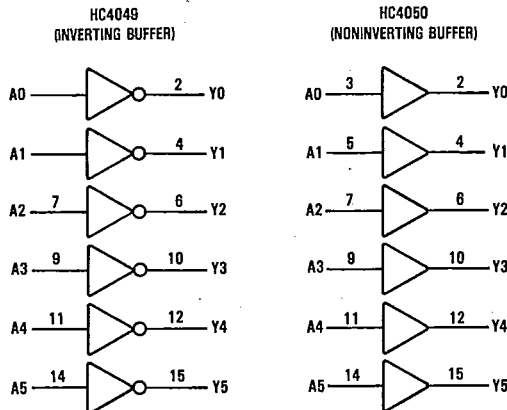 HC4049
(INVERTING BUFFER)
A0 2 Y0
A1 4 Y1
A2 7 6 Y2
A3 9 10 Y3
A4 11 12 Y4
A5 14 15 Y5
HC4050
(NONINVERTING BUFFER)
A0 3 2 Y0
A1 5 4 Y1
A2 7 6 Y2
A3 9 10 Y3
A4 11 12 Y4
A5 14 15 Y5